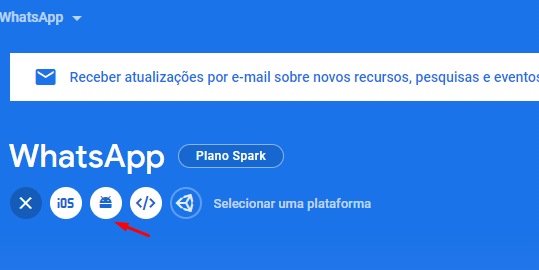 WhatsApp
Receber atualizações por e-mail sobre novos recursos, pesquisas e eventos
WhatsApp
Plano Spark
iOS
</>
Selecionar uma plataforma